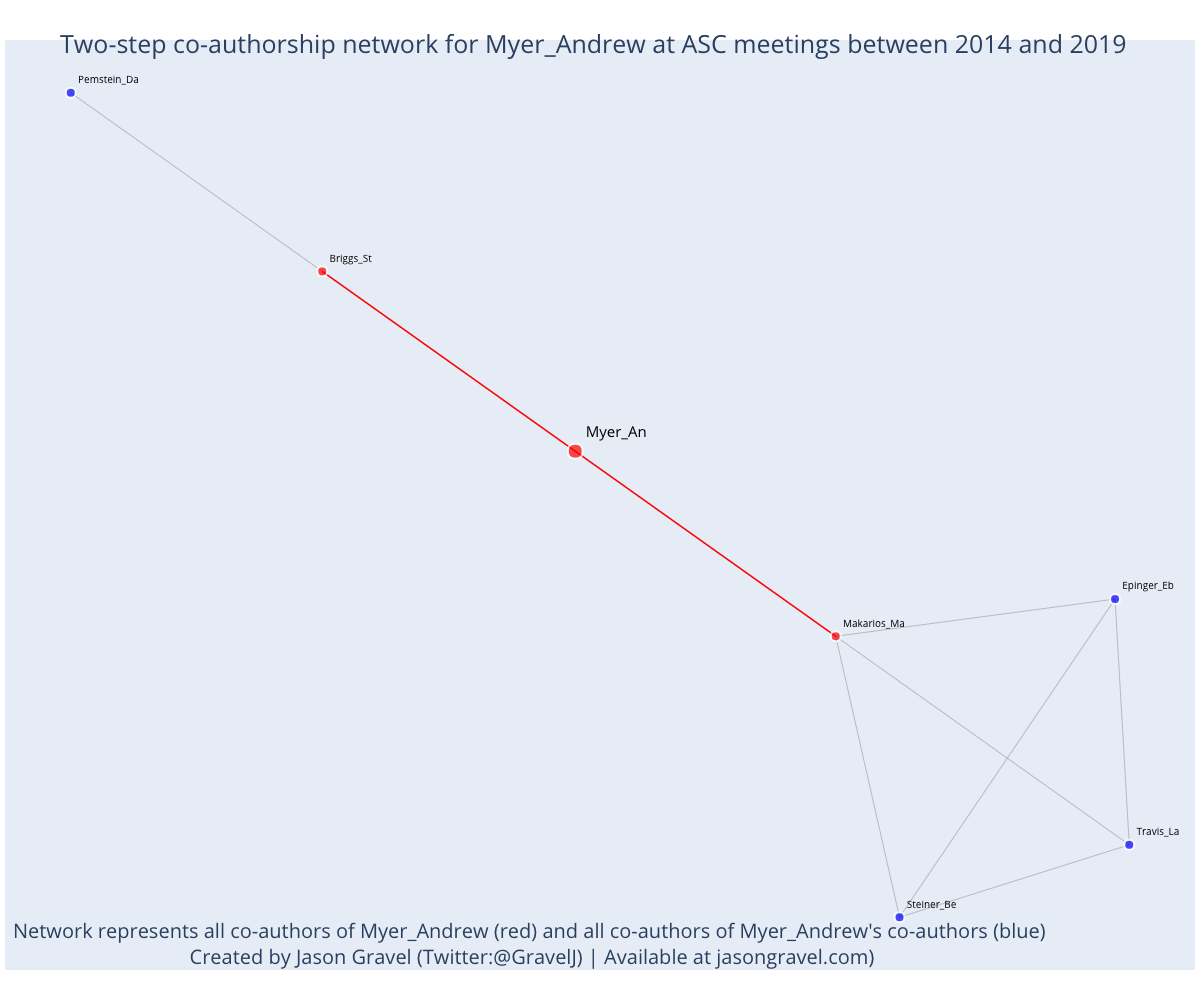 Two-step co-authorship network for Myer_Andrew at ASC meetings between 2014 and 2019
Pemstein_Da
Briggs_St
Myer_An
Epinger_Eb
Makarios_Ma
Travis_La
Steiner_Be
Network represents all co-authors of Myer_Andrew (red) and all co-authors of Myer_Andrew's co-authors (blue)
Created by Jason Gravel (Twitter:@GravelJ) | Available at jasongravel.com)